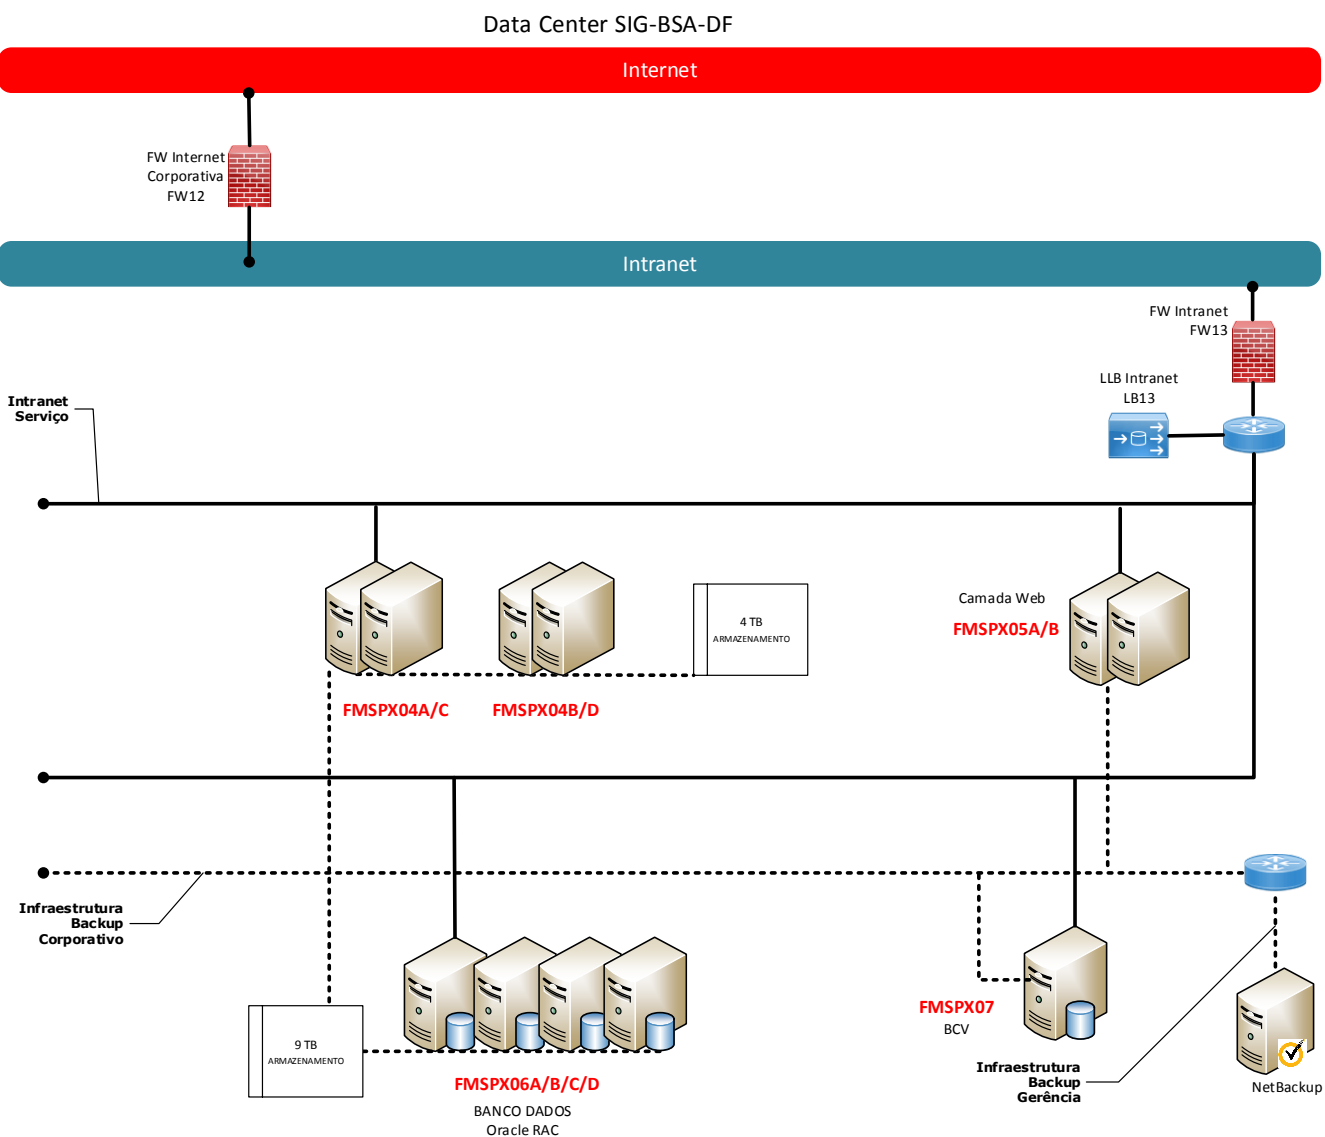 Data Center SIG-BSA-DF
Internet
FW Internet
Corporativa
FW12
Intranet
FW Intranet
FW13
LLB Intranet
LB13
Intranet
Serviço
4 TB
ARMAZENAMENTO
Camada Web
FMSPX05A/B
FMSPX04A/C
FMSPX04B/D
Infraestrutura
Backup
Corporativo
9 TB
ARMAZENAMENTO
FMSPX06A/B/C/D
BANCO DADOS
Oracle RAC
FMSPX07
BCV
Infraestrutura
Backup
Gerência
NetBackup